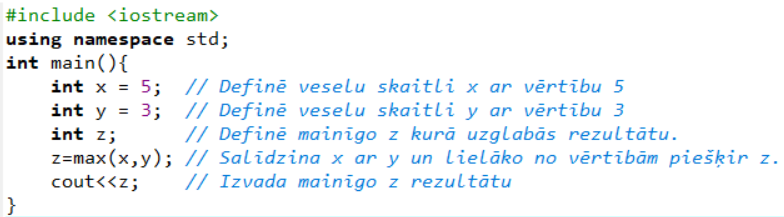 #include <iostream>
using namespace std;
int main(){
    int x = 5;  // Definē veselu skaitli x ar vērtību 5
    int y = 3;  // Definē veselu skaitli y ar vērtību 3
    int z;      // Definē mainīgo z kurā uzglabās rezultātu.
    z=max(x,y); // Salīdzina x ar y un lielāko no vērtībām piešķir z.
    cout<<z;    // Izvada mainīgo z rezultātu
}